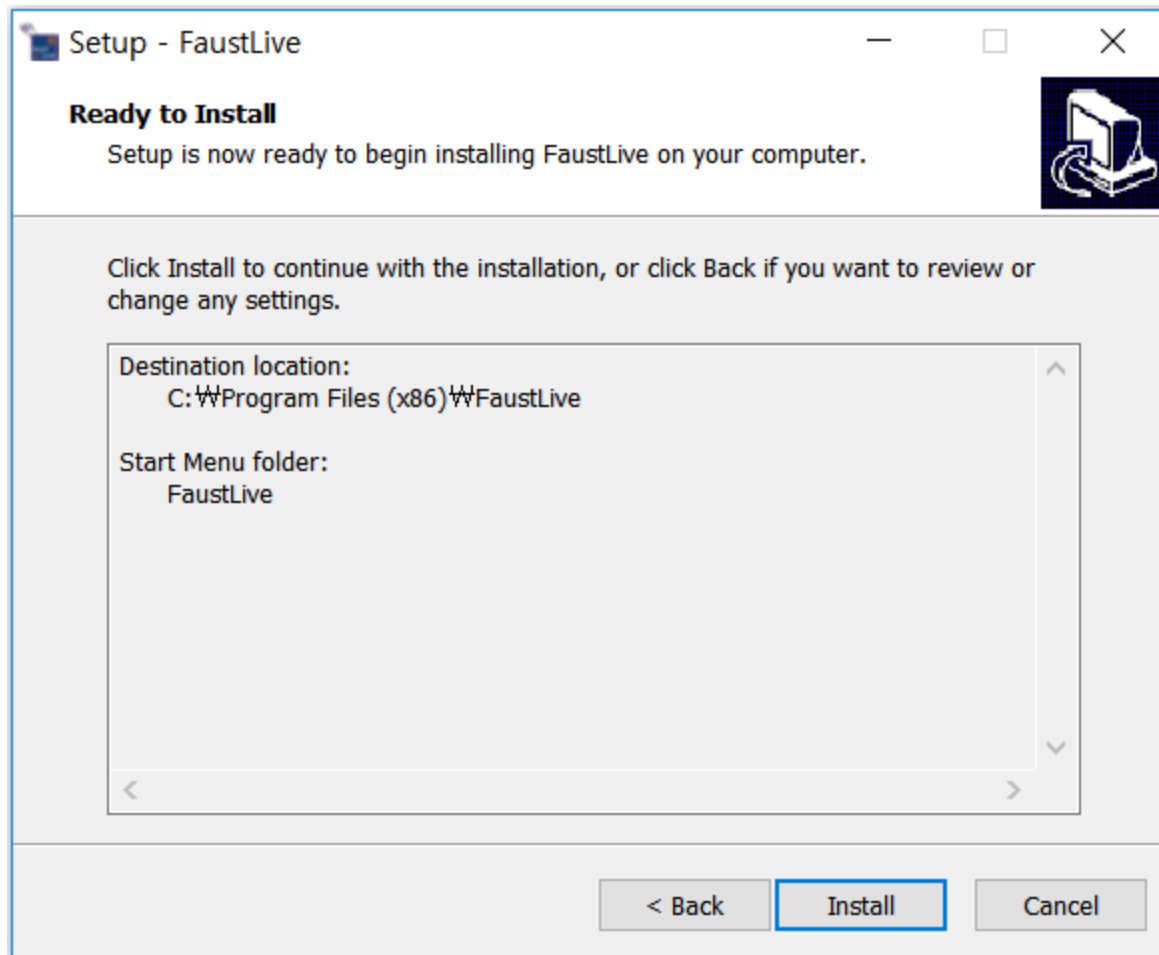 Setup - FaustLive
Ready to Install
Setup is now ready to begin installing FaustLive on your computer.
Click Install to continue with the installation, or click Back if you want to review or
change any settings.
Destination location:
C:₩Program Files (x86)₩FaustLive
Start Menu folder:
FaustLive
< Back
Install
Cancel